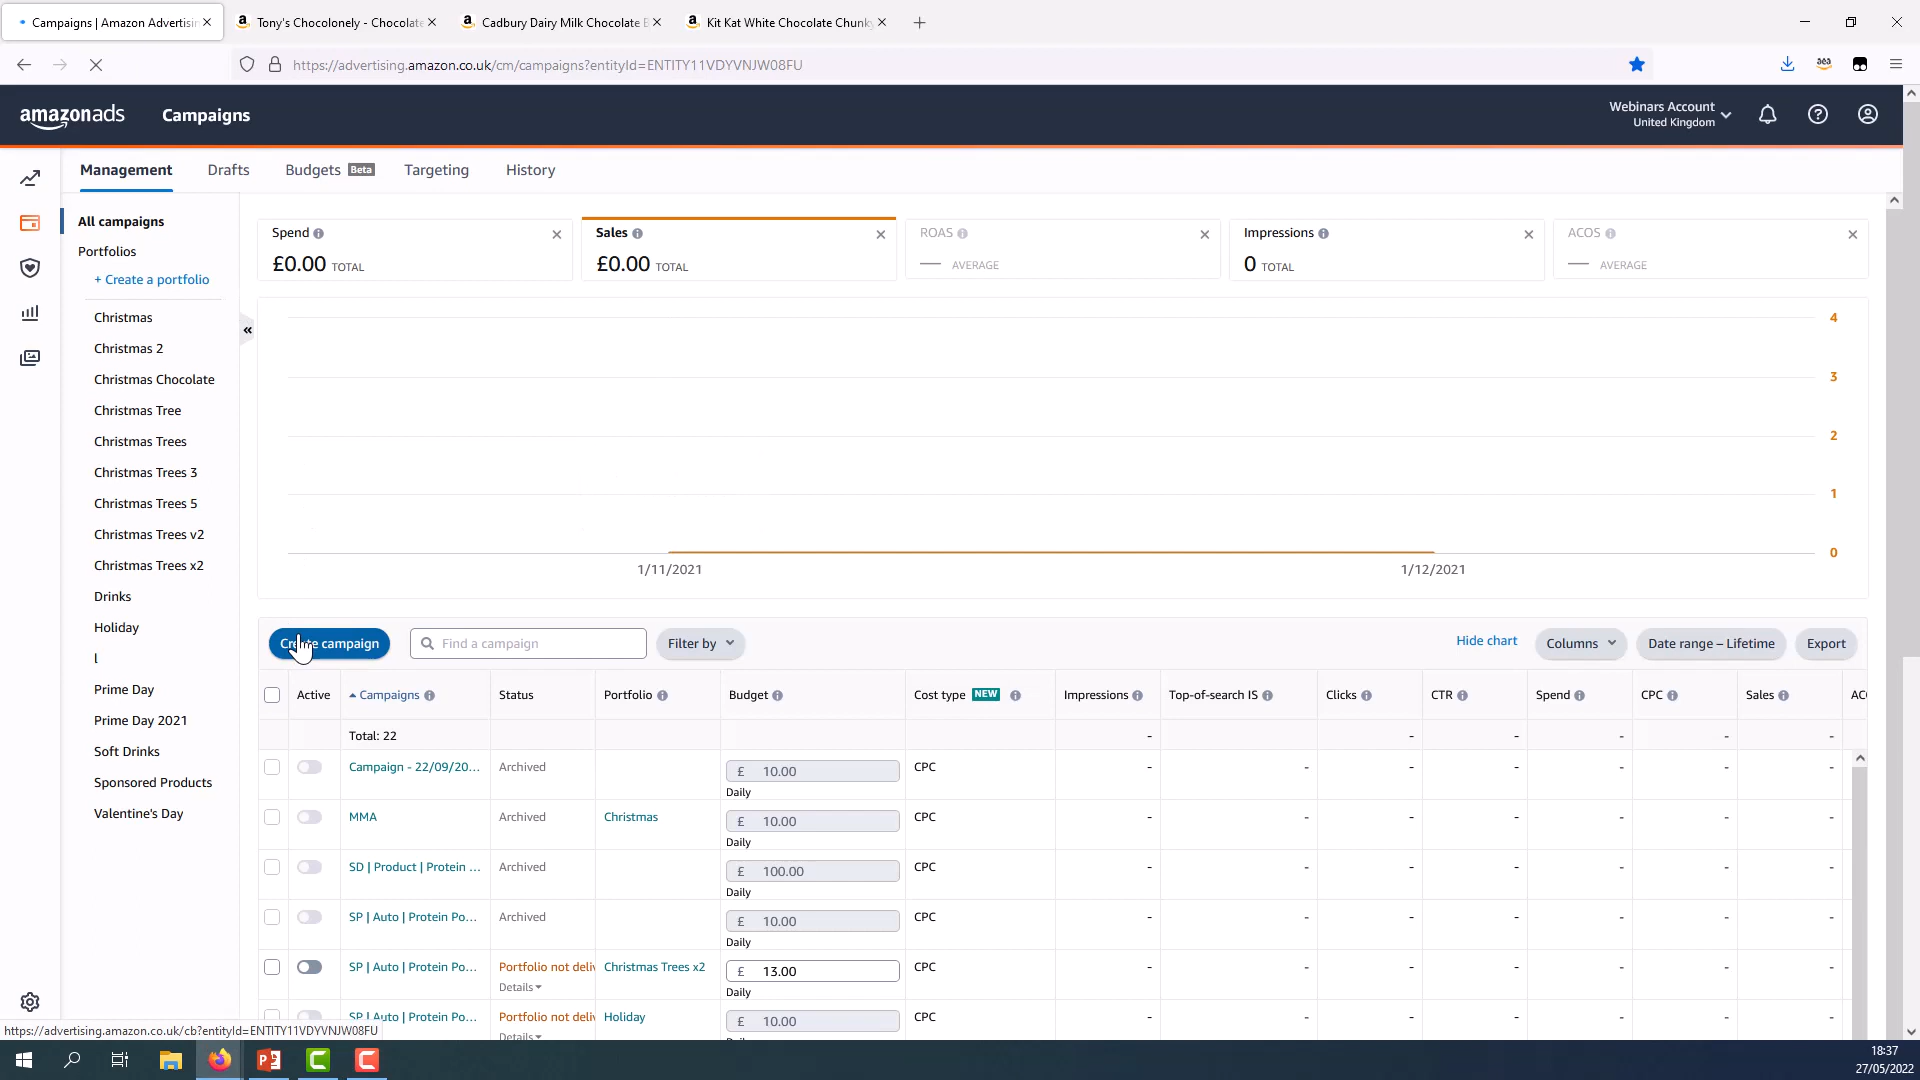 Campaigns | Amazon Advertisin
Tony's Chocolonely - Chocolate
Cadbury Dairy Milk Chocolate B
Kit Kat White Chocolate Chunky
https://advertising.amazon.co.uk/cm/campaigns?entityId=ENTITY11VDYVNJW08FU
amazonads
Campaigns
Webinars Account
United Kingdom
Management
Drafts
Budgets Beta
Targeting
History
All campaigns
Portfolios
+ Create a portfolio
Christmas
Christmas 2
Christmas Chocolate
Christmas Tree
Christmas Trees
Christmas Trees 3
Christmas Trees 5
Christmas Trees v2
Christmas Trees x2
Drinks
Holiday
l
Prime Day
Prime Day 2021
Soft Drinks
Sponsored Products
Valentine's Day
Spend
£0.00 TOTAL
Sales
£0.00 TOTAL
ROAS
— AVERAGE
Impressions
0 TOTAL
ACOS
— AVERAGE
4
3
2
1
0
1/11/2021
1/12/2021
Create campaign
Find a campaign
Filter by
Hide chart
Columns
Date range – Lifetime
Export
Active
Campaigns
Status
Portfolio
Budget
Cost type NEW
Impressions
Top-of-search IS
Clicks
CTR
Spend
CPC
Sales
AC
Total: 22
- - - - - -
Campaign - 22/09/20... Archived £ 10.00 CPC - - - - - - -
Daily
MMA Archived Christmas £ 10.00 CPC - - - - - - -
Daily
SD | Product | Protein ... Archived £ 100.00 CPC - - - - - - -
Daily
SP | Auto | Protein Po... Archived £ 10.00 CPC - - - - - - -
Daily
SP | Auto | Protein Po... Portfolio not deliv Christmas Trees x2 £ 13.00 CPC - - - - - - -
Details
Daily
SP | Auto | Protein Po... Portfolio not deliv Holiday £ 10.00 CPC - - - - - - -
Details
https://advertising.amazon.co.uk/cb?entityId=ENTITY11VDYVNJW08FU
18:37
27/05/2022